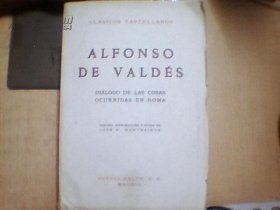 CLÁSICOS CASTELLANOS
ALFONSO
DE VALDÉS
DIÁLOGO DE LAS COSAS
OCURRIDAS EN ROMA
ESPASA-CALPE, S. A.
MADRID